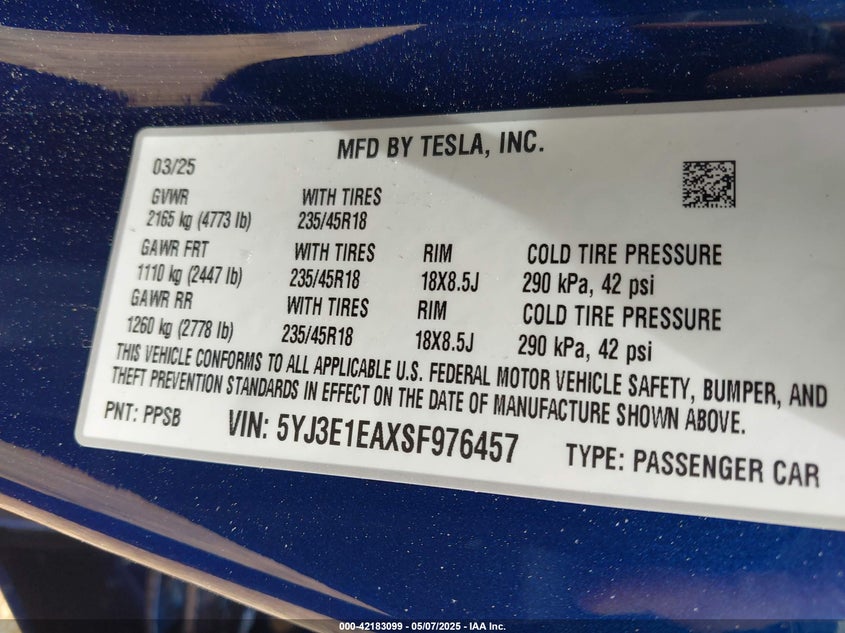 MFD BY TESLA, INC.
03/25
GVWR WITH TIRES
2165 kg (4773 lb) 235/45R18
GAWR FRT WITH TIRES RIM COLD TIRE PRESSURE
1110 kg (2447 lb) 235/45R18 18X8.5J 290 kPa, 42 psi
GAWR RR WITH TIRES RIM COLD TIRE PRESSURE
1260 kg (2778 lb) 235/45R18 18X8.5J 290 kPa, 42 psi
THIS VEHICLE CONFORMS TO ALL APPLICABLE U.S. FEDERAL MOTOR VEHICLE SAFETY, BUMPER, AND
THEFT PREVENTION STANDARDS IN EFFECT ON THE DATE OF MANUFACTURE SHOWN ABOVE.
PNT: PPSB VIN: 5YJ3E1EAXSF976457 TYPE: PASSENGER CAR
000-42183099 - 05/07/2025 - IAA Inc.